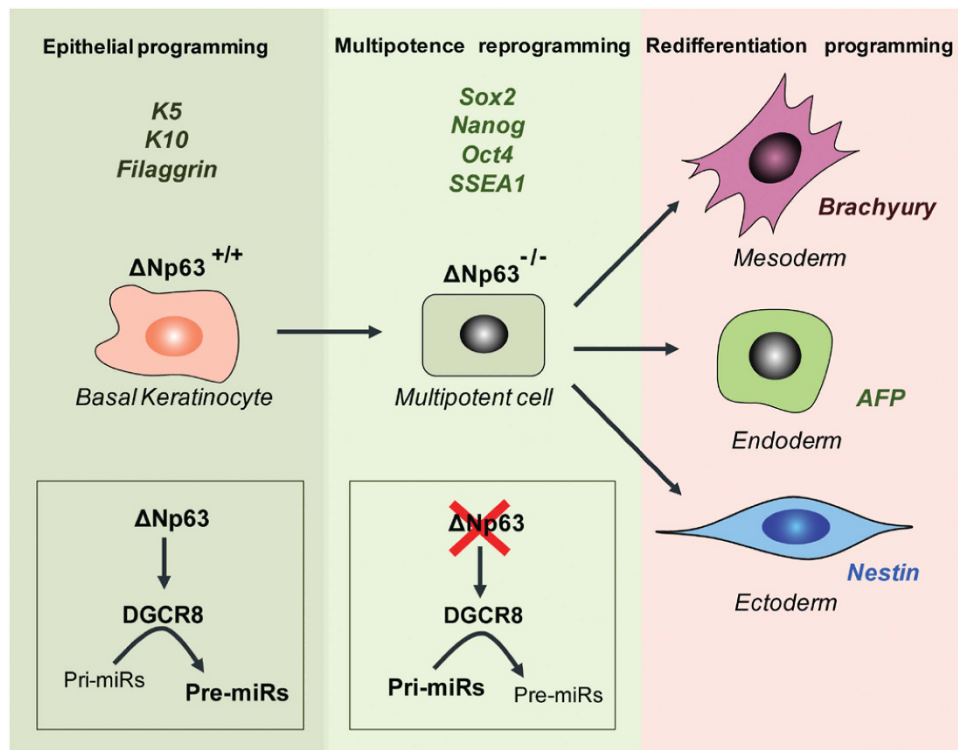 Epithelial programming
K5
K10
Filaggrin
ΔNp63 +/+
Basal Keratinocyte
ΔNp63
DGCR8
Pri-miRs
Pre-miRs
Multipotence reprogramming
Sox2
Nanog
Oct4
SSEA1
ΔNp63 -/-
Multipotent cell
ΔNp63
DGCR8
Pri-miRs
Pre-miRs
Redifferentiation programming
Brachyury
Mesoderm
AFP
Endoderm
Nestin
Ectoderm